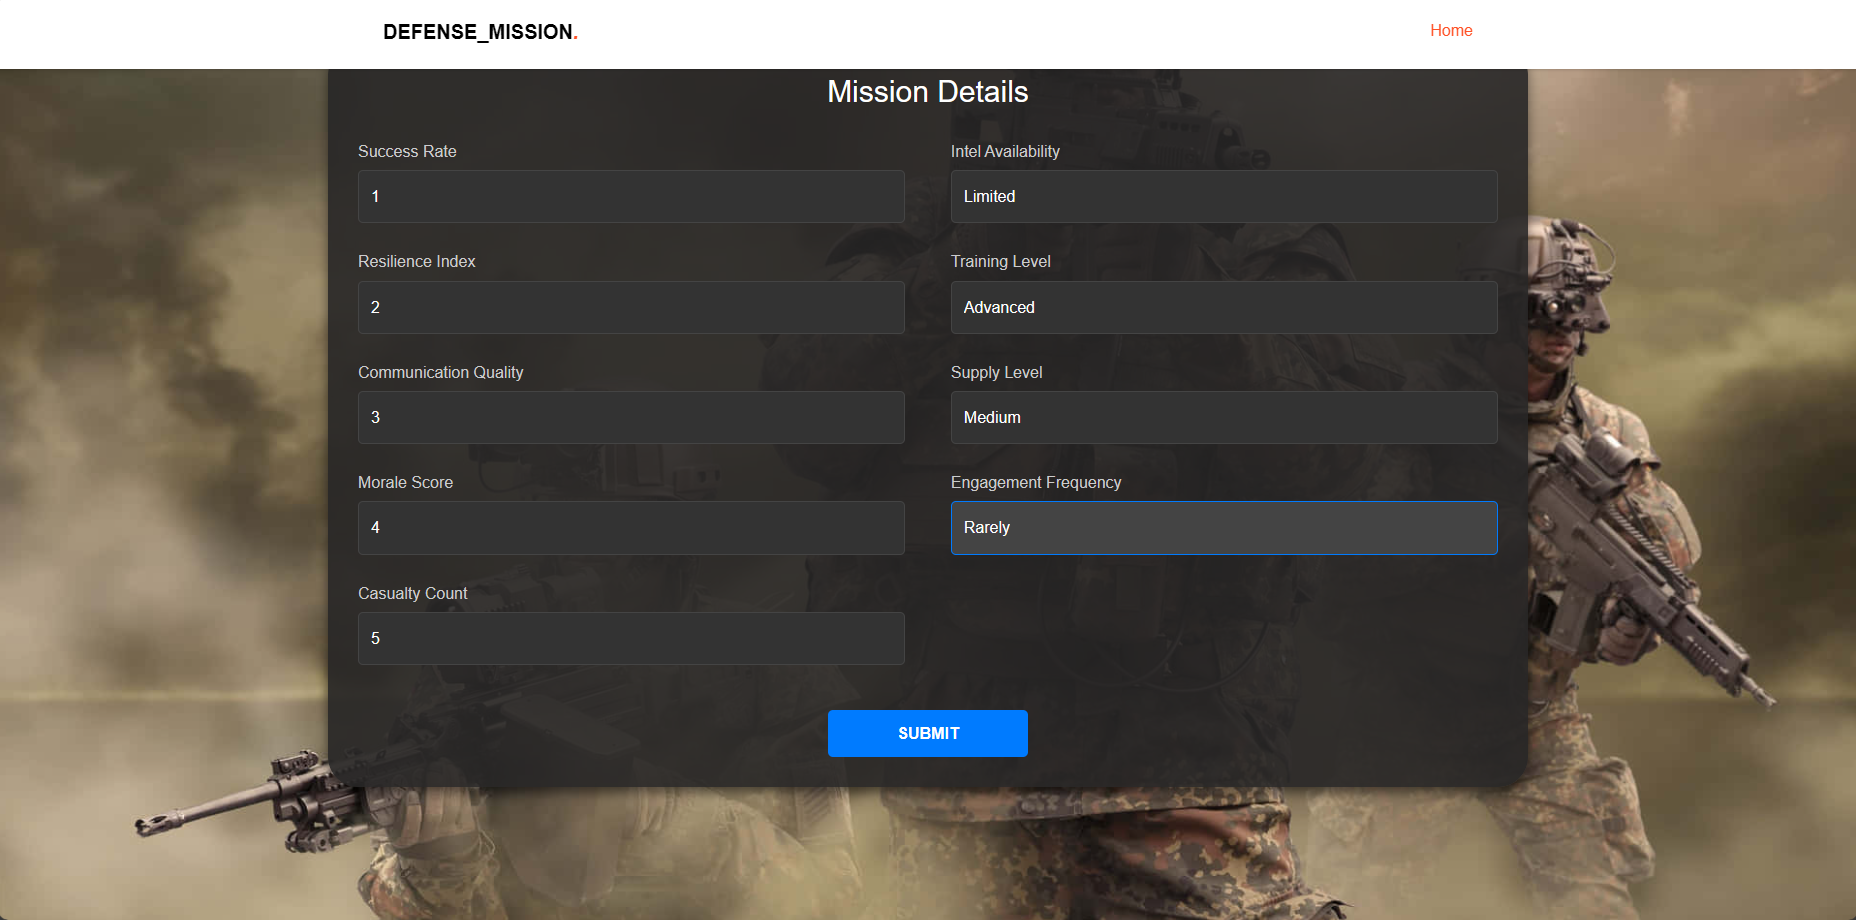 DEFENSE_MISSION.
Home
Mission Details
Success Rate
1
Intel Availability
Limited
Resilience Index
2
Training Level
Advanced
Communication Quality
3
Supply Level
Medium
Morale Score
4
Engagement Frequency
Rarely
Casualty Count
5
SUBMIT